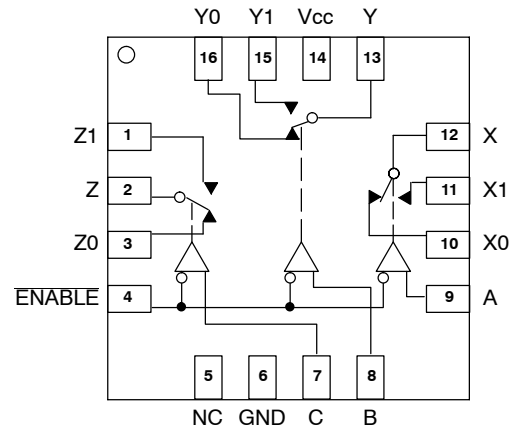 Y0 Y1 Vcc Y
16 15 14 13
Z1 1 12 X
Z 2 11 X1
Z0 3 10 X0
ENABLE 4 9 A
5 6 7 8
NC GND C B